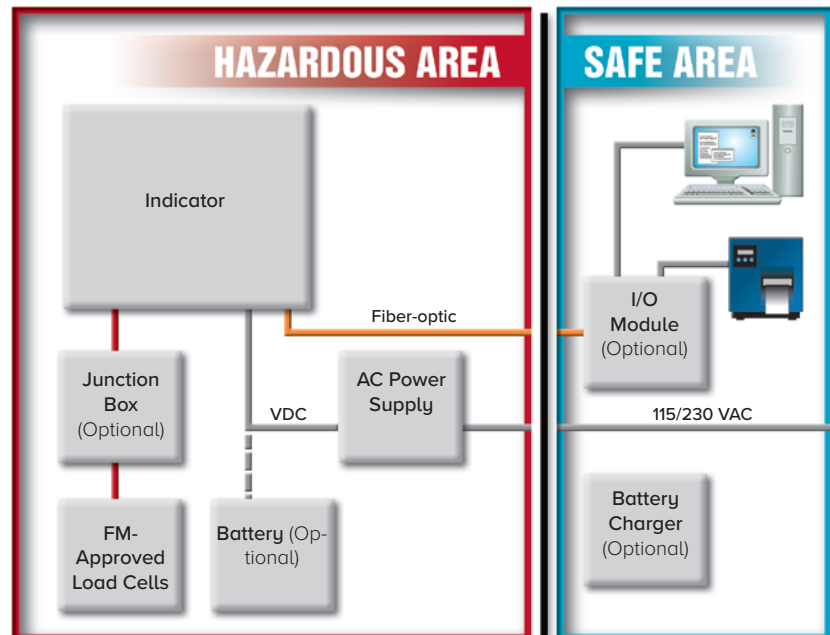 HAZARDOUS AREA
SAFE AREA
Indicator
Fiber-optic
I/O
Module
(Optional)
Junction
Box
(Optional)
AC Power
Supply
VDC
115/230 VAC
FM-
Approved
Load Cells
Battery (Op-
tional)
Battery
Charger
(Optional)